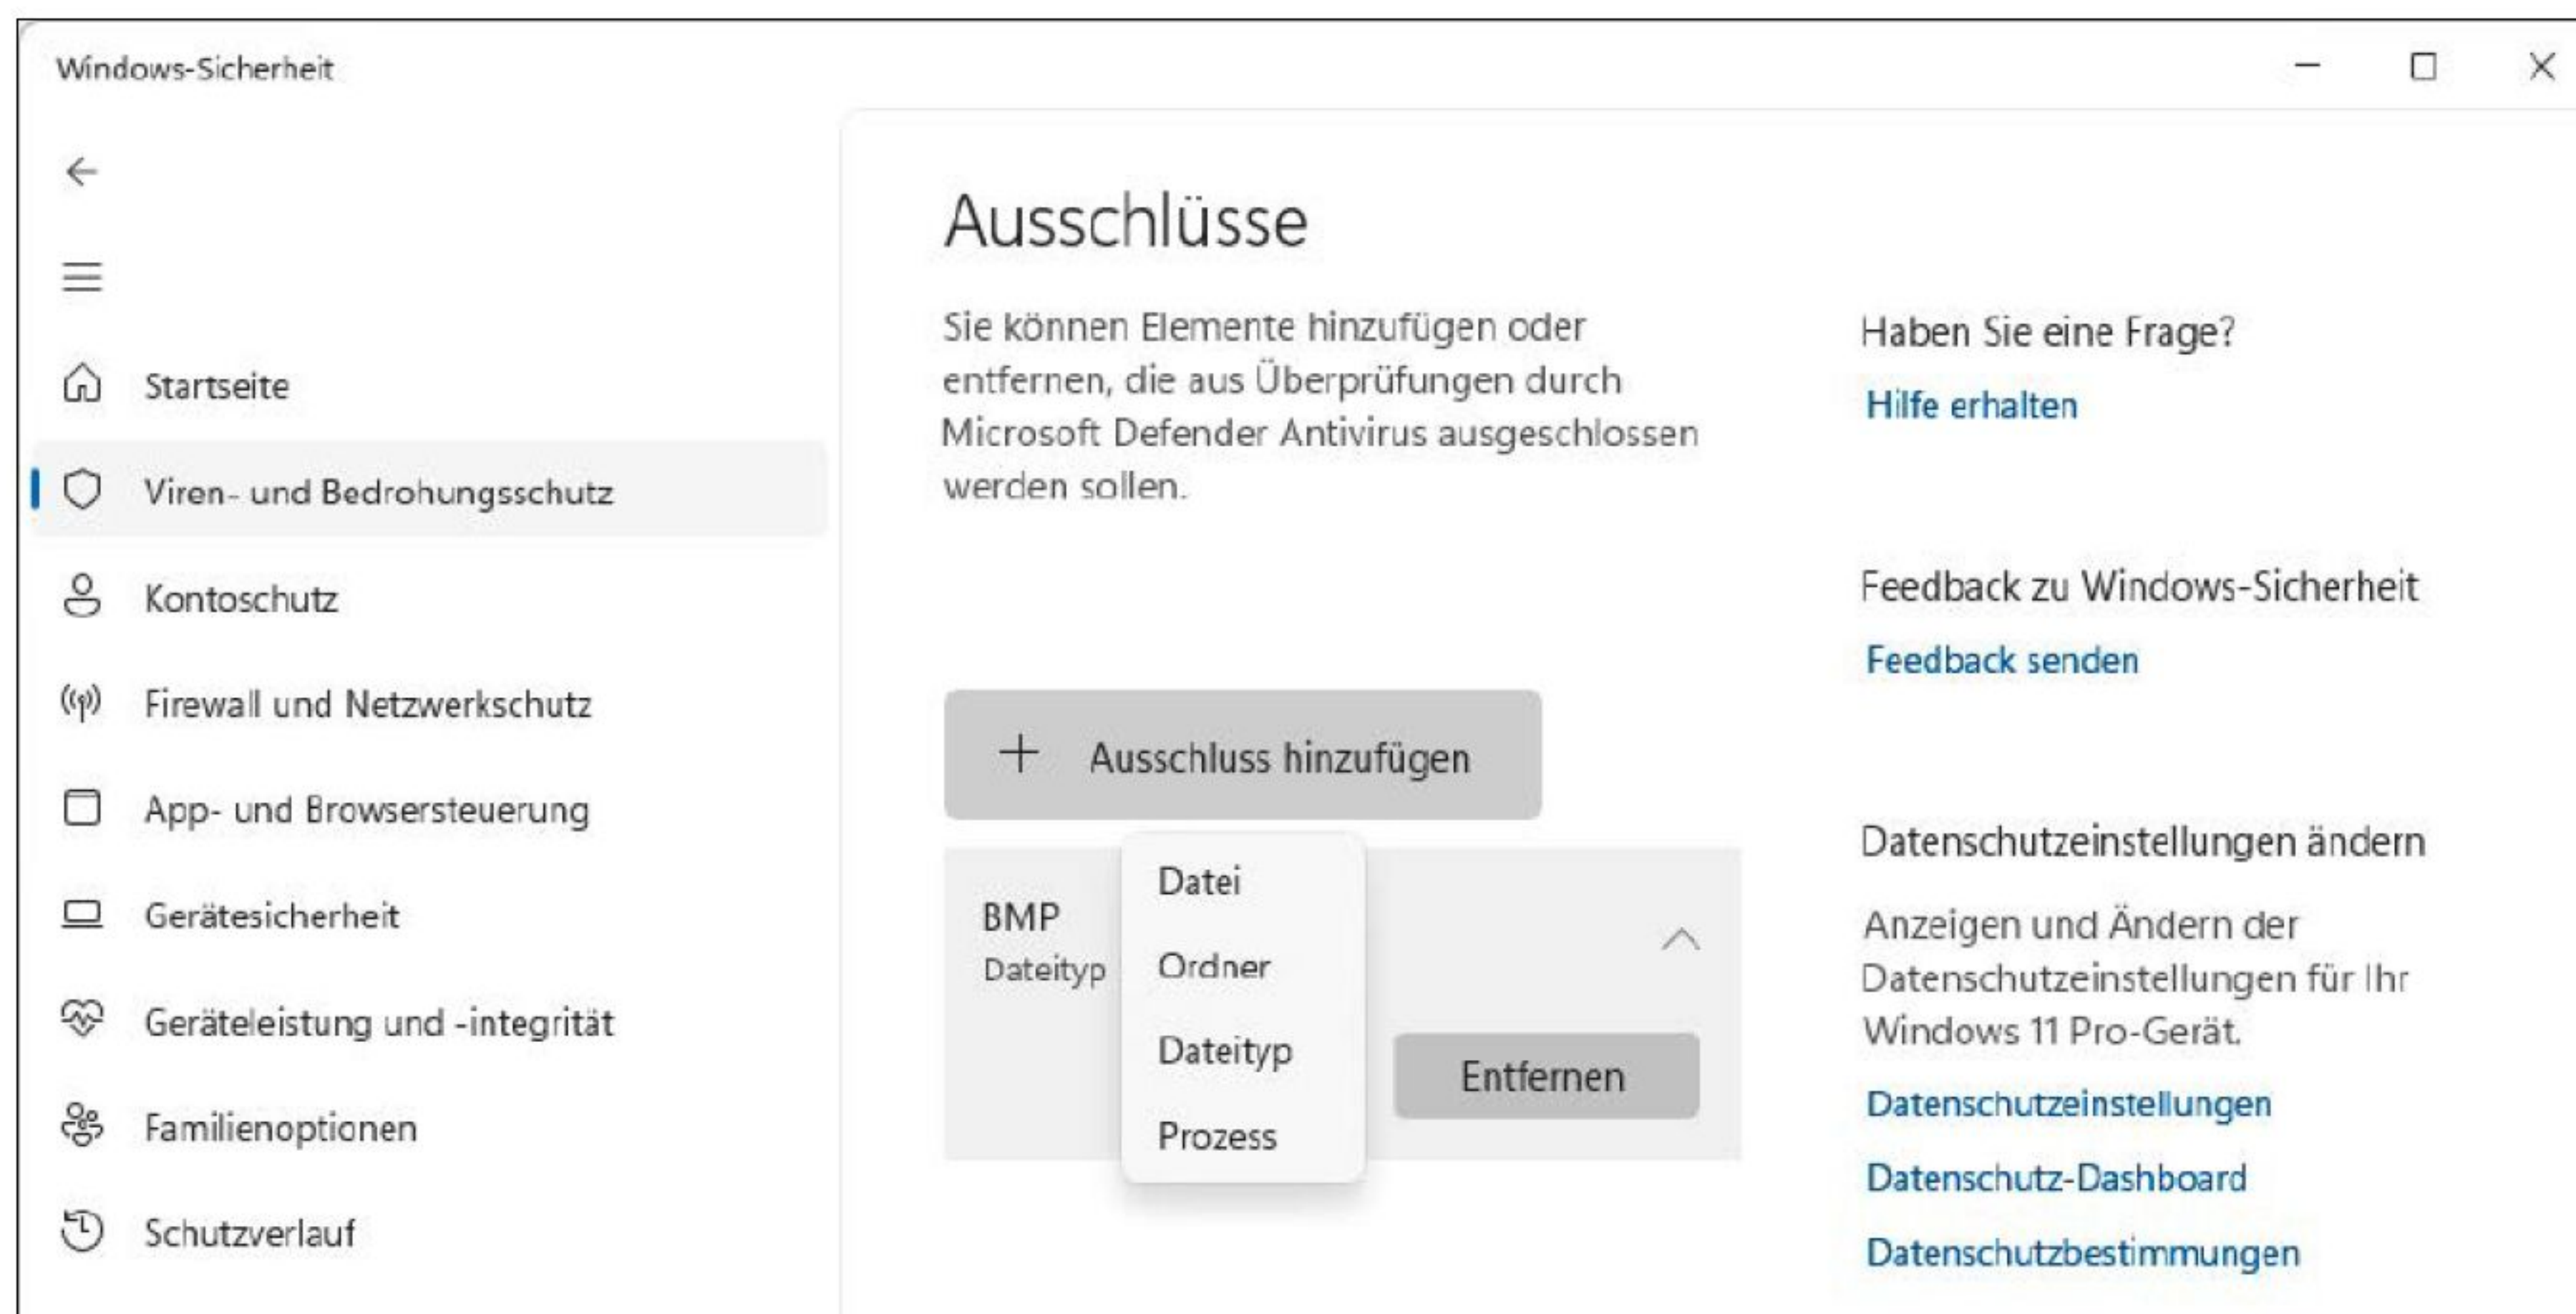 Windows-Sicherheit
Startseite
Viren- und Bedrohungsschutz
Kontoschutz
Firewall und Netzwerkschutz
App- und Browsersteuerung
Gerätesicherheit
Geräteleistung und -integrität
Familienoptionen
Schutzverlauf
Ausschlüsse
Sie können Elemente hinzufügen oder
entfernen, die aus Überprüfungen durch
Microsoft Defender Antivirus ausgeschlossen
werden sollen.
Ausschluss hinzufügen
BMP
Dateityp
Datei
Ordner
Dateityp
Prozess
Entfernen
Haben Sie eine Frage?
Hilfe erhalten
Feedback zu Windows-Sicherheit
Feedback senden
Datenschutzeinstellungen ändern
Anzeigen und Ändern der
Datenschutzeinstellungen für Ihr
Windows 11 Pro-Gerät.
Datenschutzeinstellungen
Datenschutz-Dashboard
Datenschutzbestimmungen